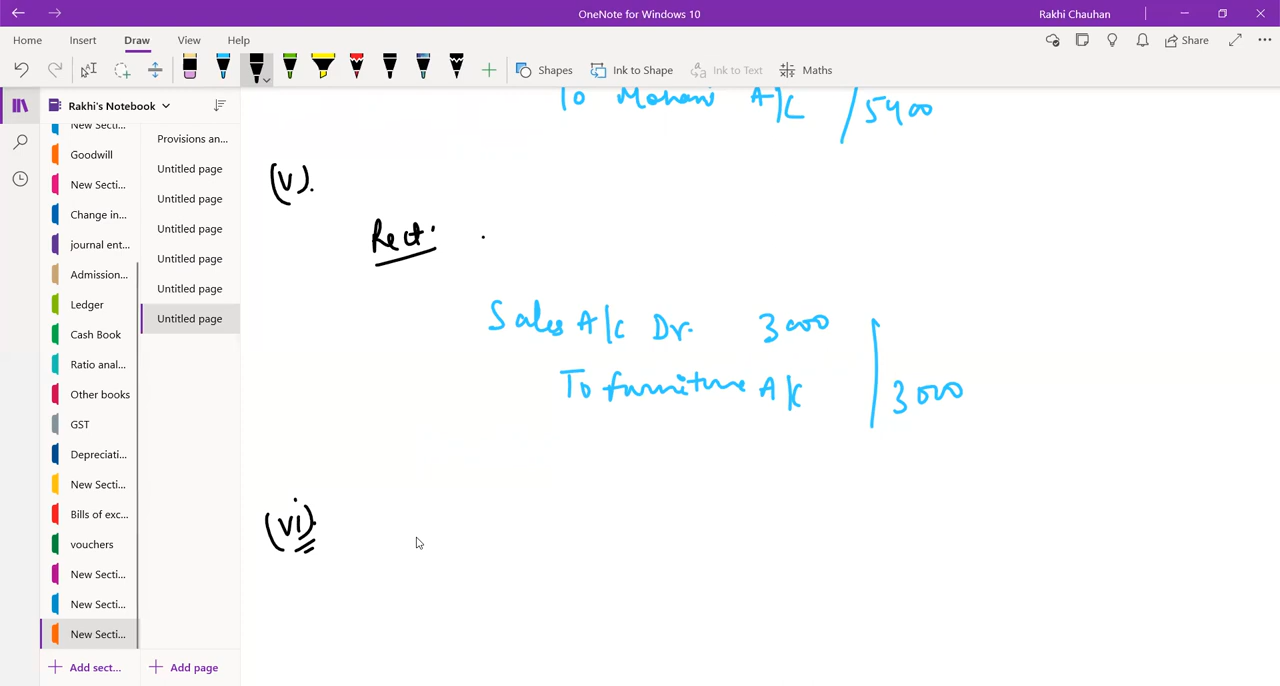 OneNote for Windows 10
Rakhi Chauhan
Home Insert Draw View Help
Share
Shapes Ink to Shape Ink to Text Maths
Rakhi's Notebook
New Secti...
Goodwill
New Secti...
Change in...
journal ent...
Admission...
Ledger
Cash Book
Ratio anal...
Other books
GST
Depreciati...
New Secti...
Bills of exc...
vouchers
New Secti...
New Secti...
New Secti...
Add sect...
Provisions an...
Untitled page
Untitled page
Untitled page
Untitled page
Untitled page
Untitled page
Add page
To Mohan A/C 5400
(v).
Rect.
Sales A/c Dr. 3000
To furniture A/c 3000
(vi).